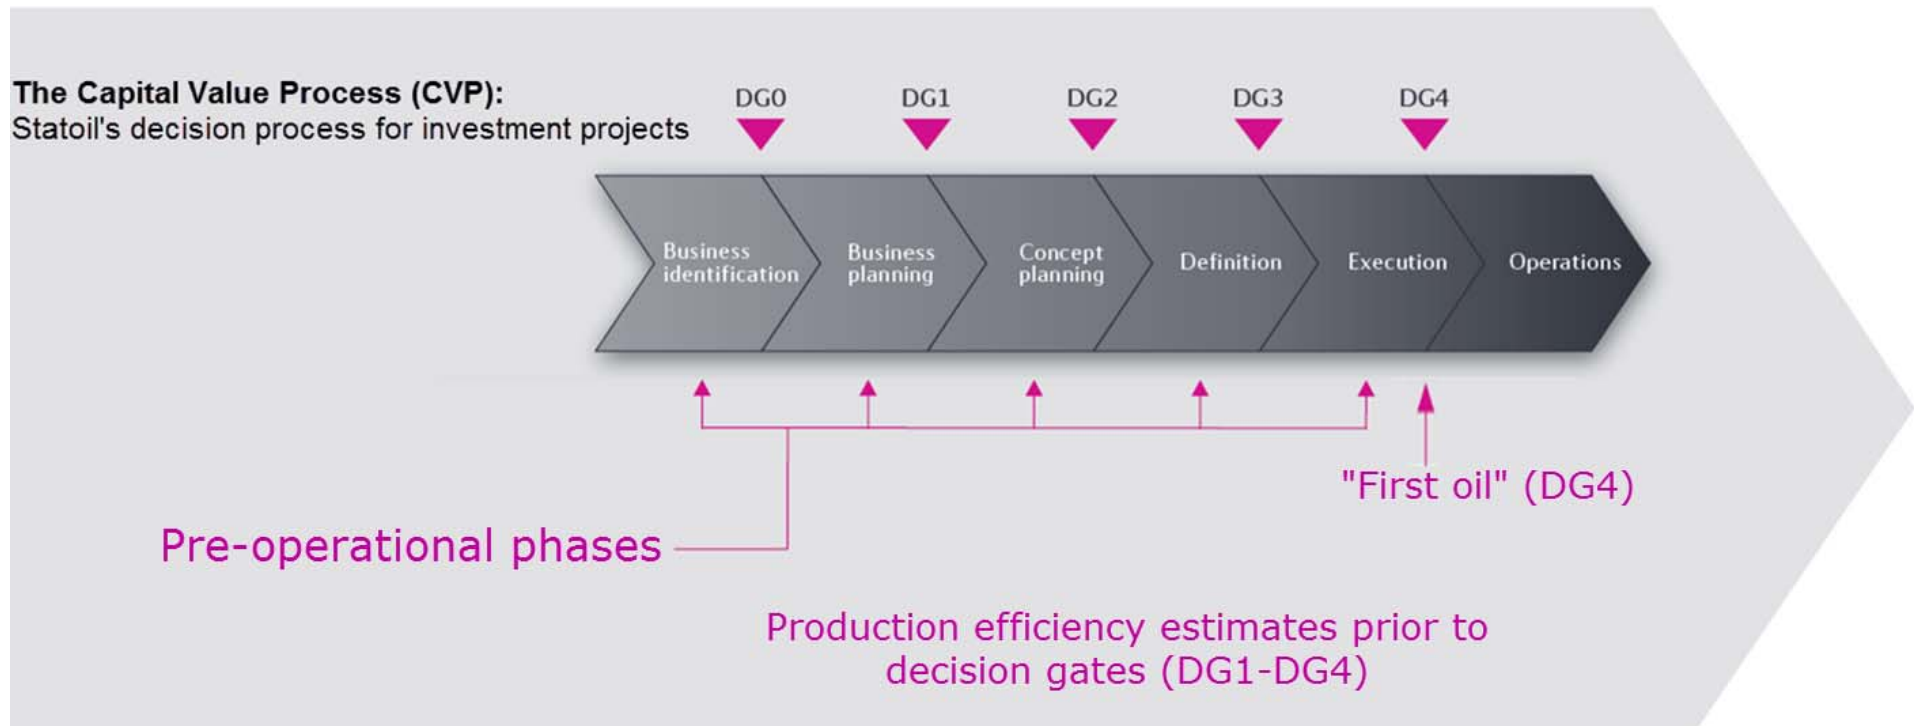 The Capital Value Process (CVP):
Statoil's decision process for investment projects
DG0 DG1 DG2 DG3 DG4
Business
identification
Business
planning
Concept
planning
Definition
Execution
Operations
"First oil" (DG4)
Pre-operational phases
Production efficiency estimates prior to
decision gates (DG1-DG4)